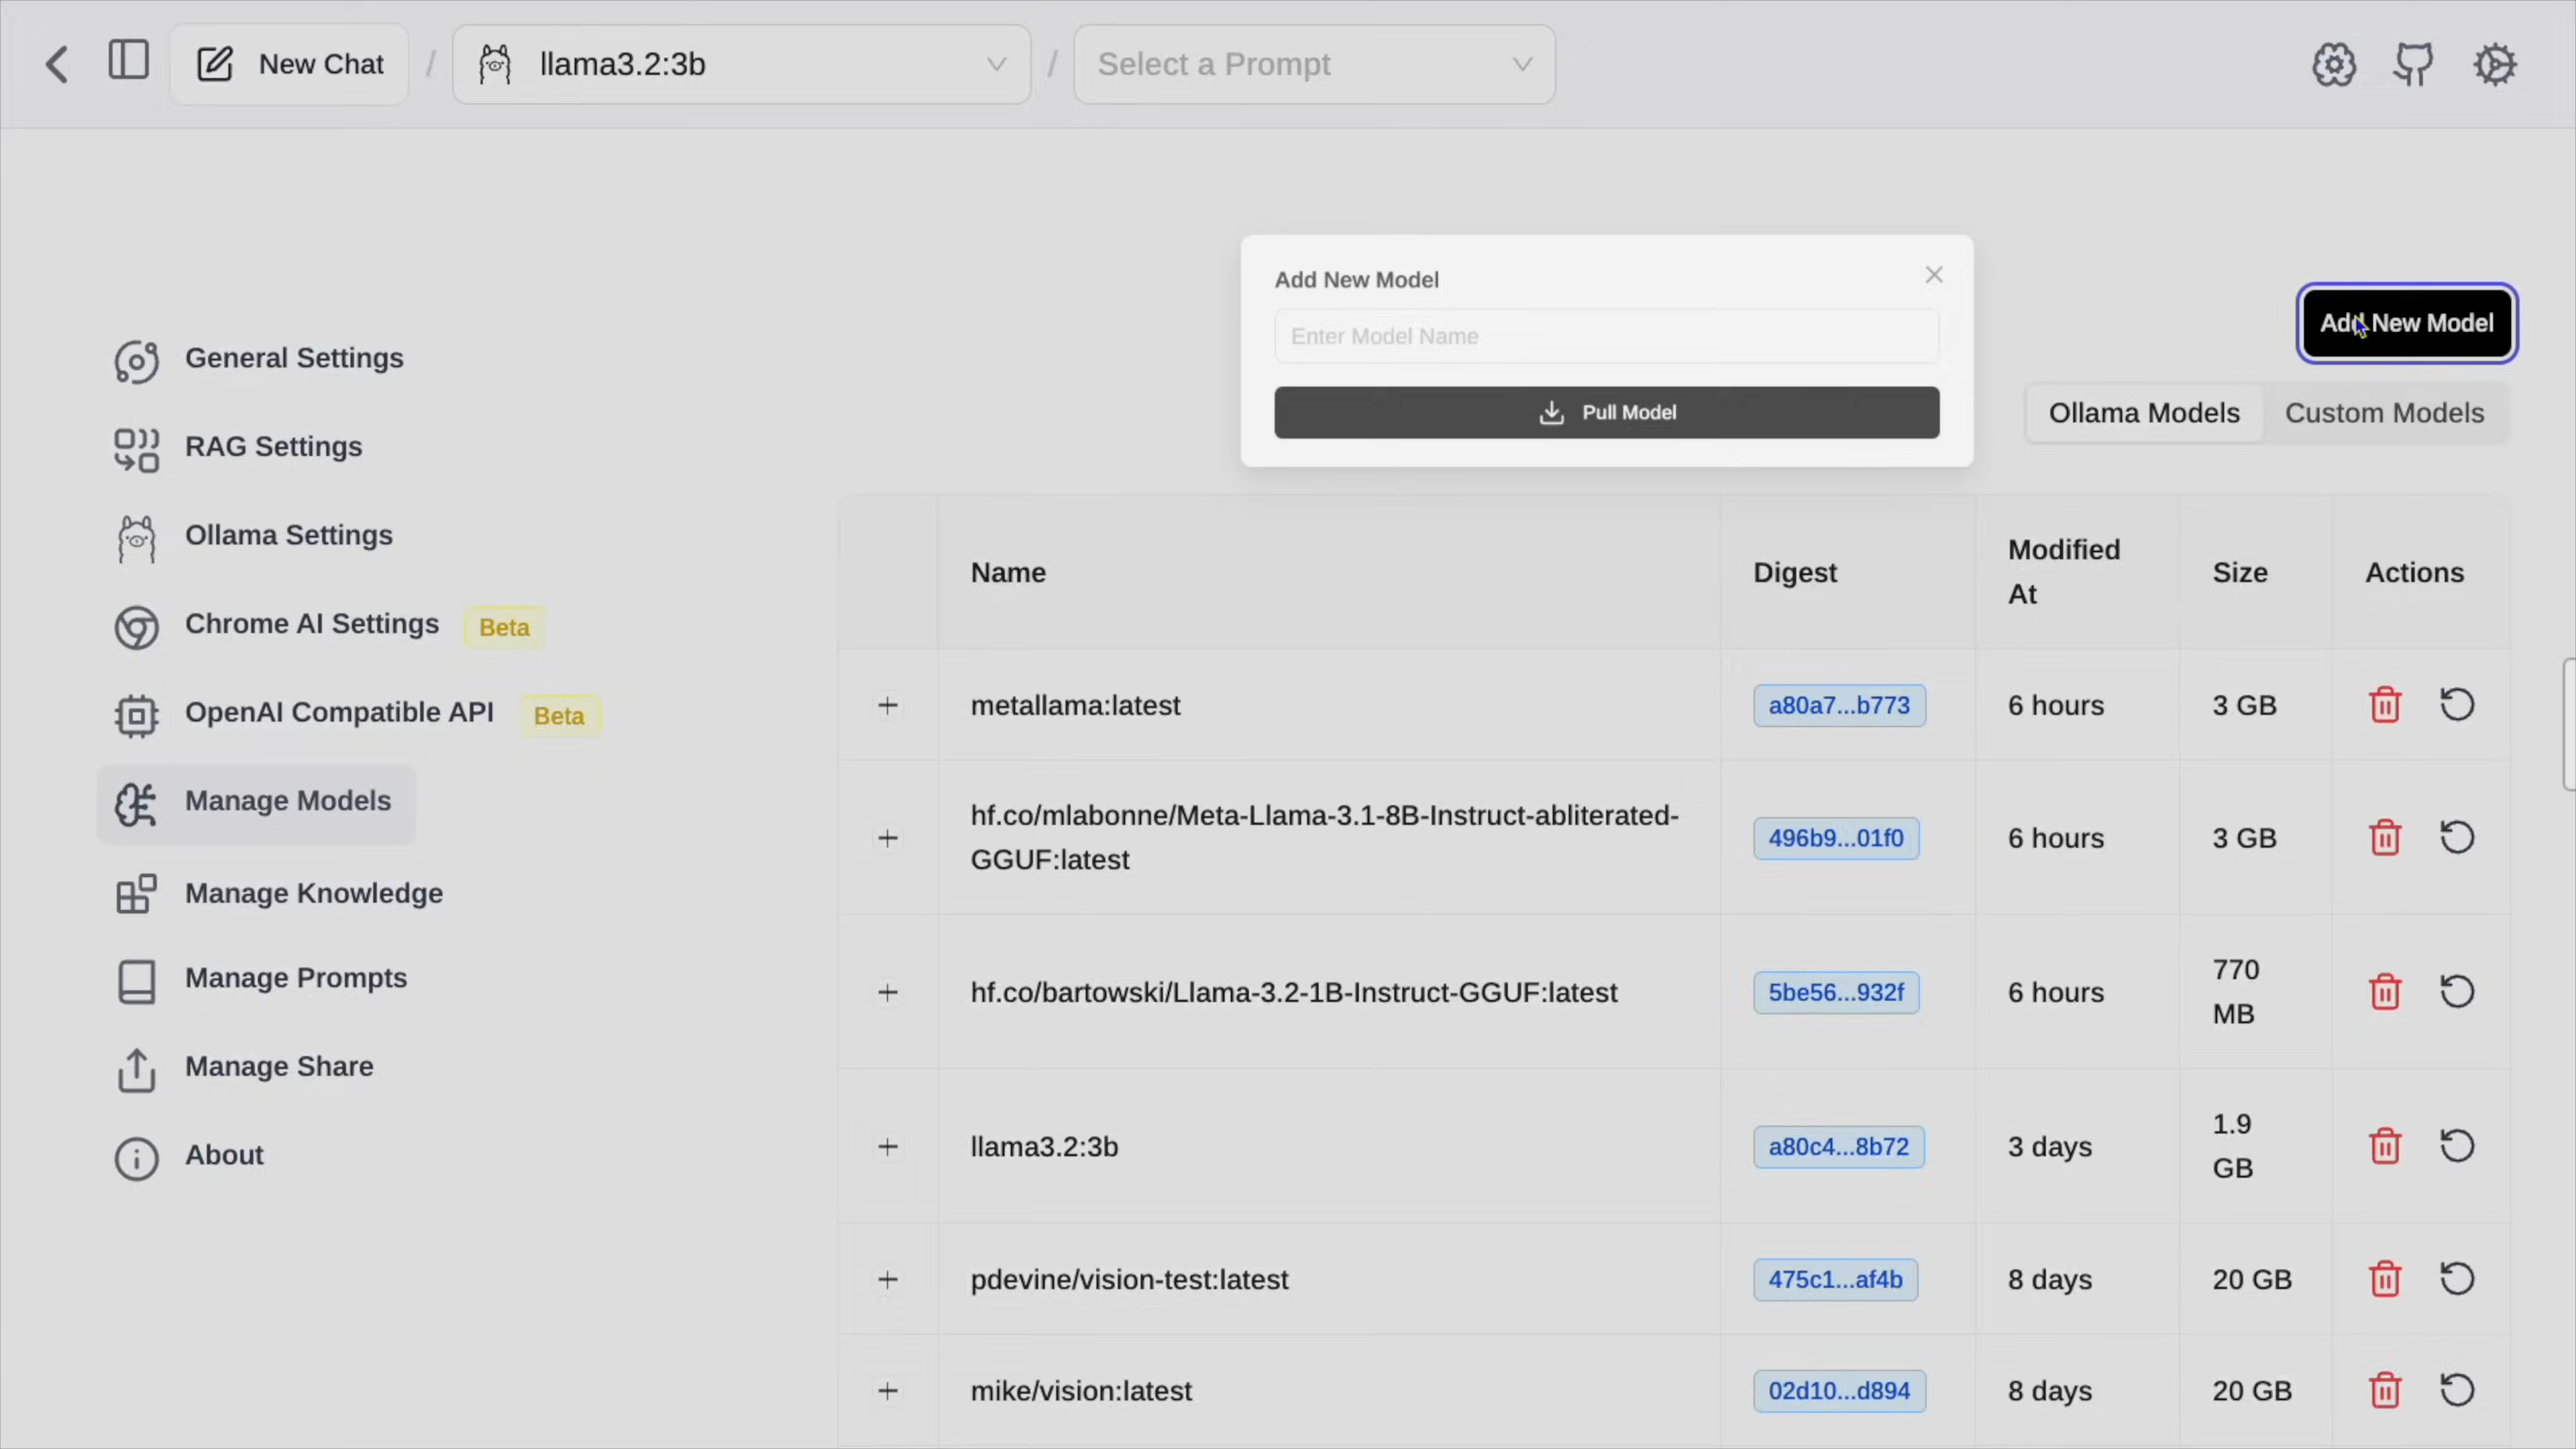 New Chat / llama3.2:3b / Select a Prompt
Add New Model
Enter Model Name
Pull Model
Add New Model
Ollama Models Custom Models
General Settings
RAG Settings
Ollama Settings
Chrome AI Settings Beta
OpenAI Compatible API Beta
Manage Models
Manage Knowledge
Manage Prompts
Manage Share
About
Name Digest Modified At Size Actions
metallama:latest a80a7...b773 6 hours 3 GB
hf.co/mlabonne/Meta-Llama-3.1-8B-Instruct-abliterated-
GGUF:latest 496b9...01f0 6 hours 3 GB
hf.co/bartowski/Llama-3.2-1B-Instruct-GGUF:latest 5be56...932f 6 hours 770 MB
llama3.2:3b a80c4...8b72 3 days 1.9 GB
pdevine/vision-test:latest 475c1...af4b 8 days 20 GB
mike/vision:latest 02d10...d894 8 days 20 GB